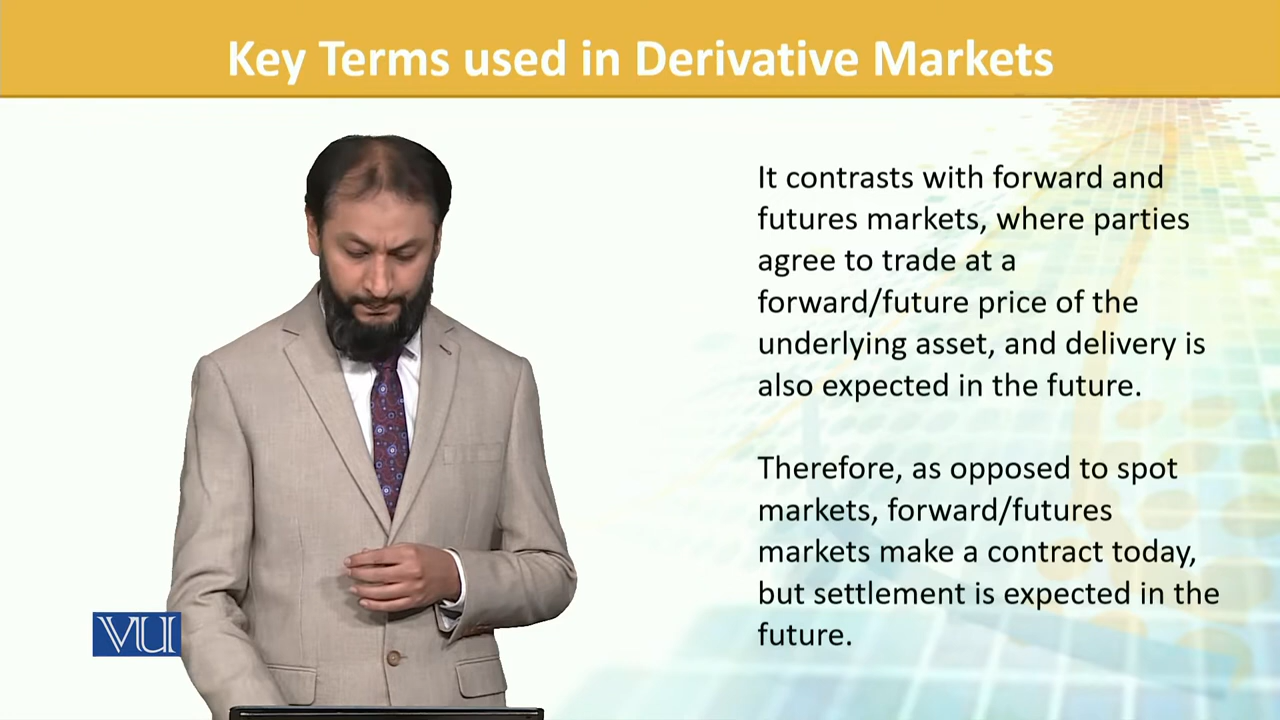 Key Terms used in Derivative Markets
It contrasts with forward and
futures markets, where parties
agree to trade at a
forward/future price of the
underlying asset, and delivery is
also expected in the future.
Therefore, as opposed to spot
markets, forward/futures
markets make a contract today,
but settlement is expected in the
future.
VU